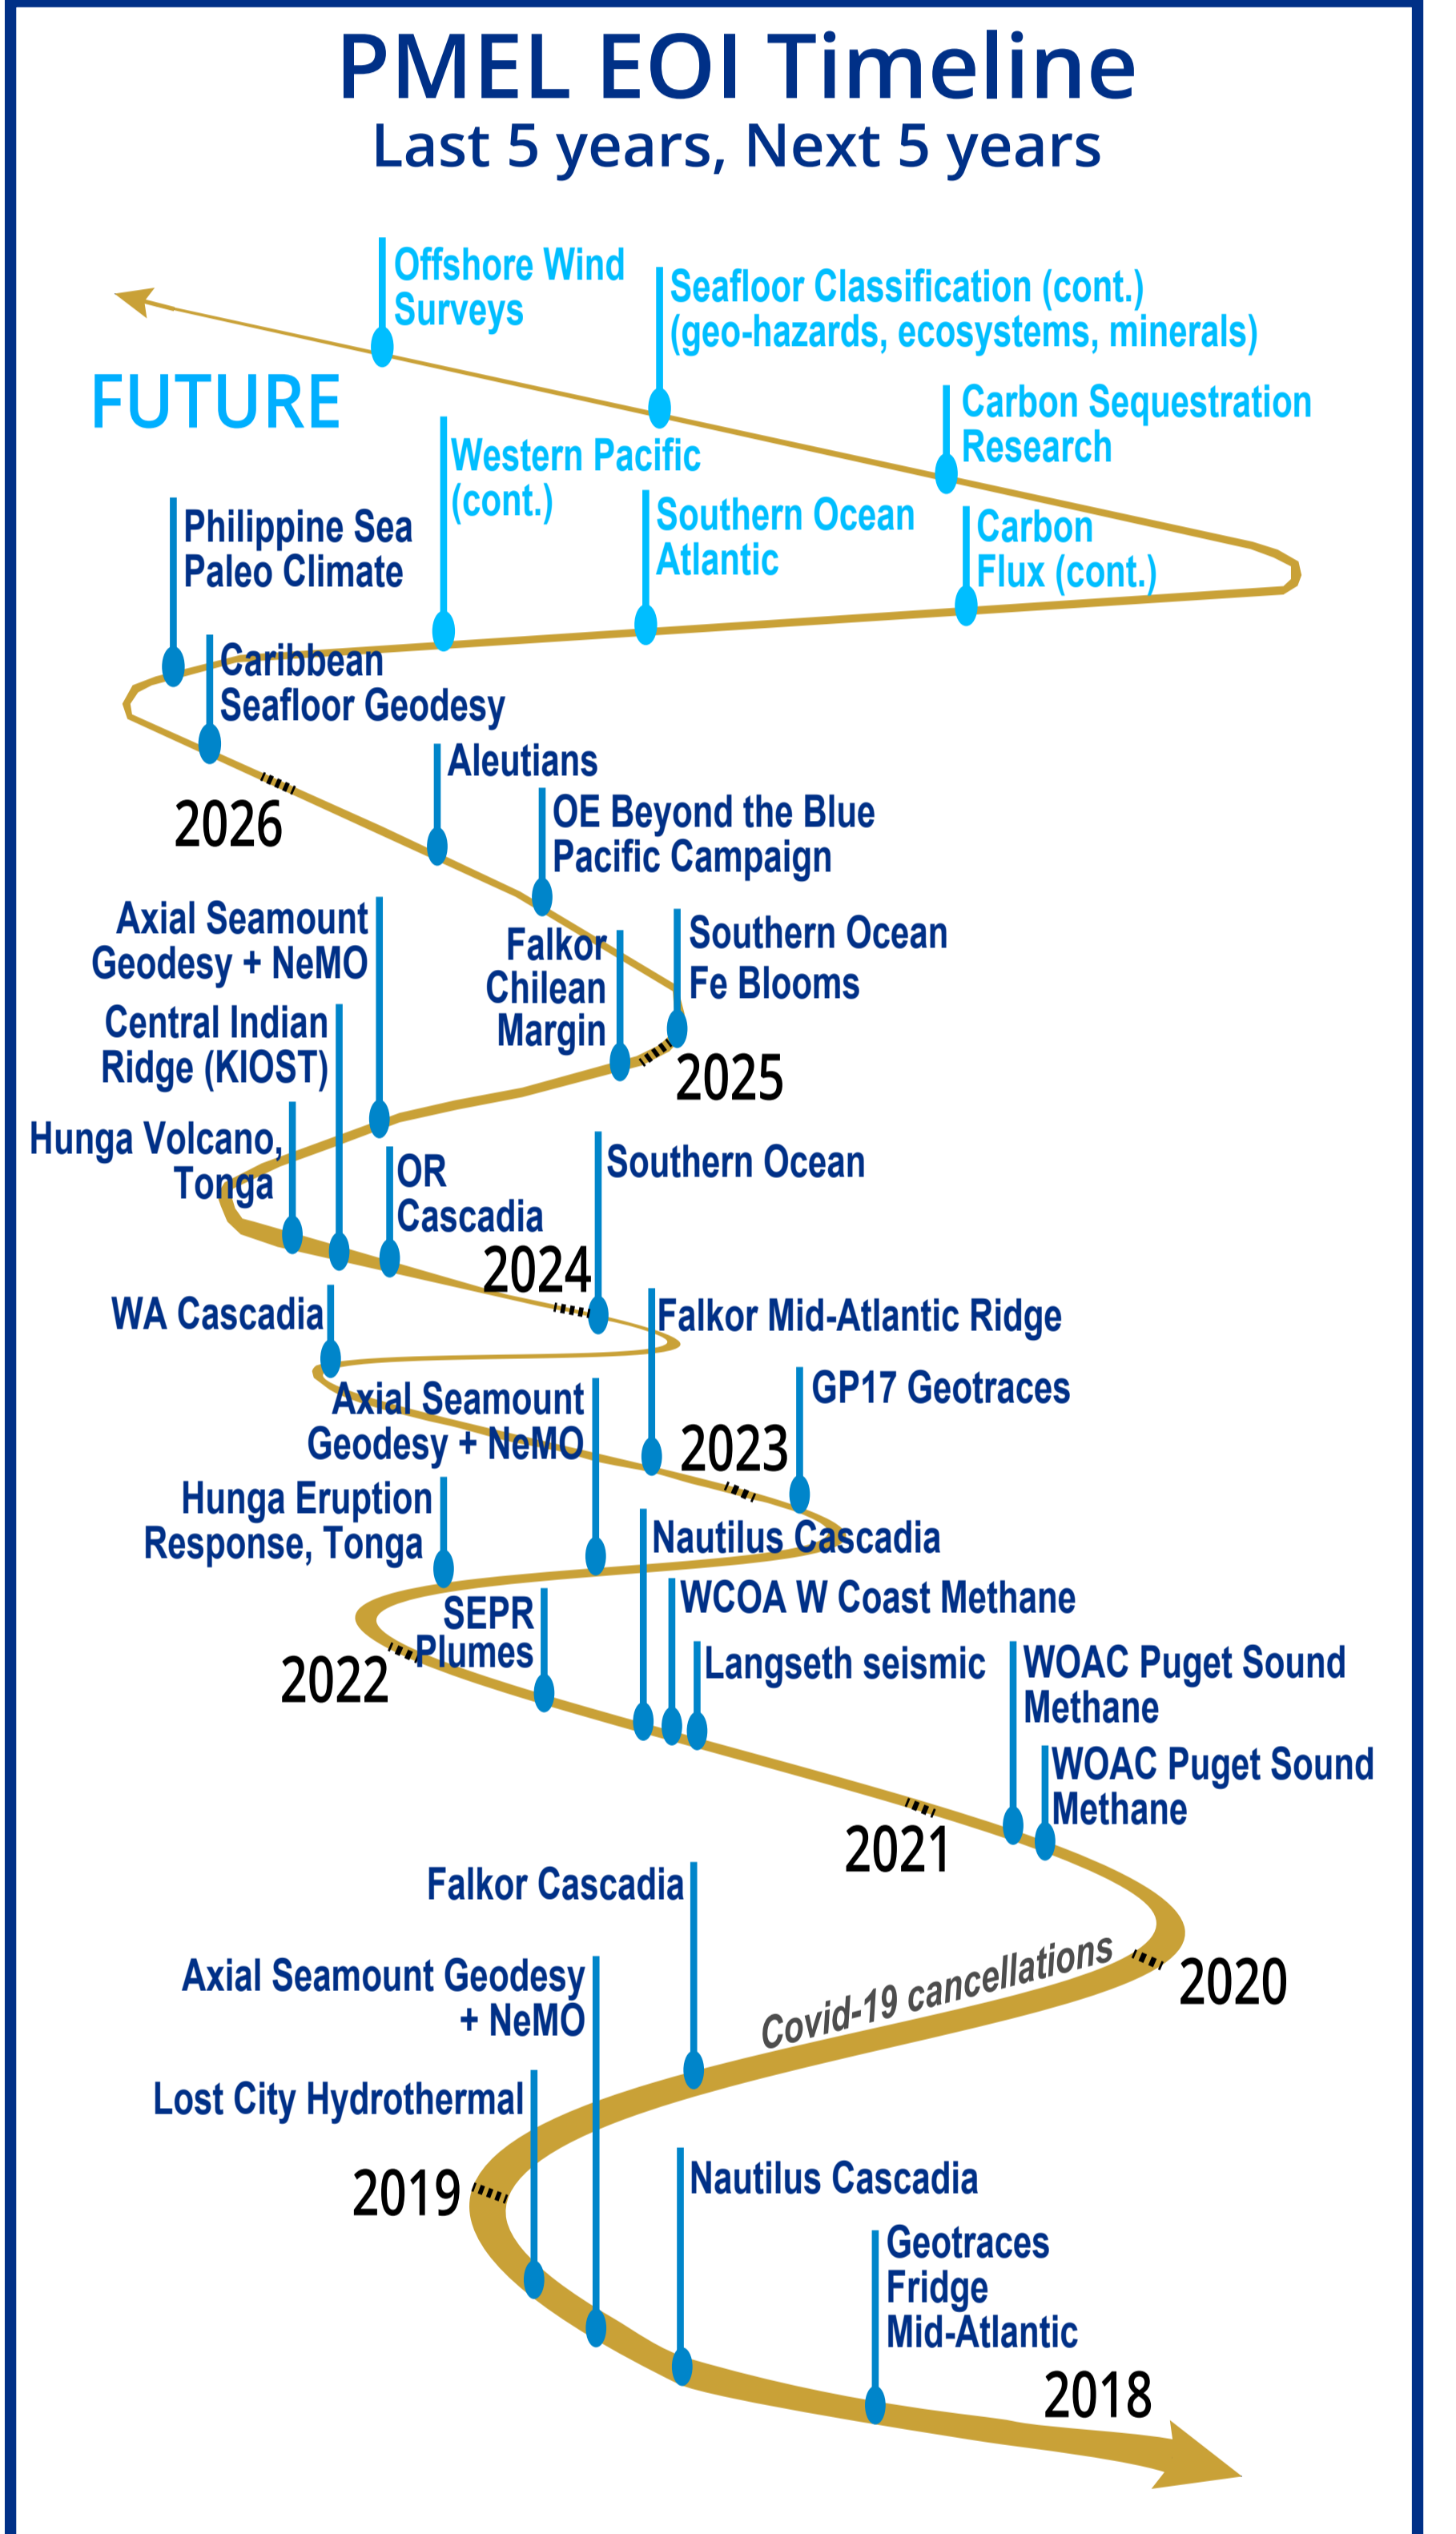 PMEL EOI Timeline
Last 5 years, Next 5 years
Offshore Wind
Surveys
Seafloor Classification (cont.)
(geo-hazards, ecosystems, minerals)
FUTURE
Carbon Sequestration
Research
Western Pacific
(cont.)
Southern Ocean
Atlantic
Carbon
Flux (cont.)
Philippine Sea
Paleo Climate
Caribbean
Seafloor Geodesy
2026
Aleutians
OE Beyond the Blue
Pacific Campaign
Axial Seamount
Geodesy + NeMO
Falkor
Chilean
Margin
Southern Ocean
Fe Blooms
2025
Central Indian
Ridge (KIOST)
Hunga Volcano,
Tonga
OR
Cascadia
Southern Ocean
2024
WA Cascadia
Falkor Mid-Atlantic Ridge
Axial Seamount
Geodesy + NeMO
GP17 Geotraces
2023
Hunga Eruption
Response, Tonga
Nautilus Cascadia
SEPR
Plumes
WCOA W Coast Methane
2022
Langseth seismic
WOAC Puget Sound
Methane
WOAC Puget Sound
Methane
2021
Falkor Cascadia
Covid-19 cancellations
2020
Axial Seamount Geodesy
+ NeMO
Lost City Hydrothermal
2019
Nautilus Cascadia
Geotraces
Fridge
Mid-Atlantic
2018